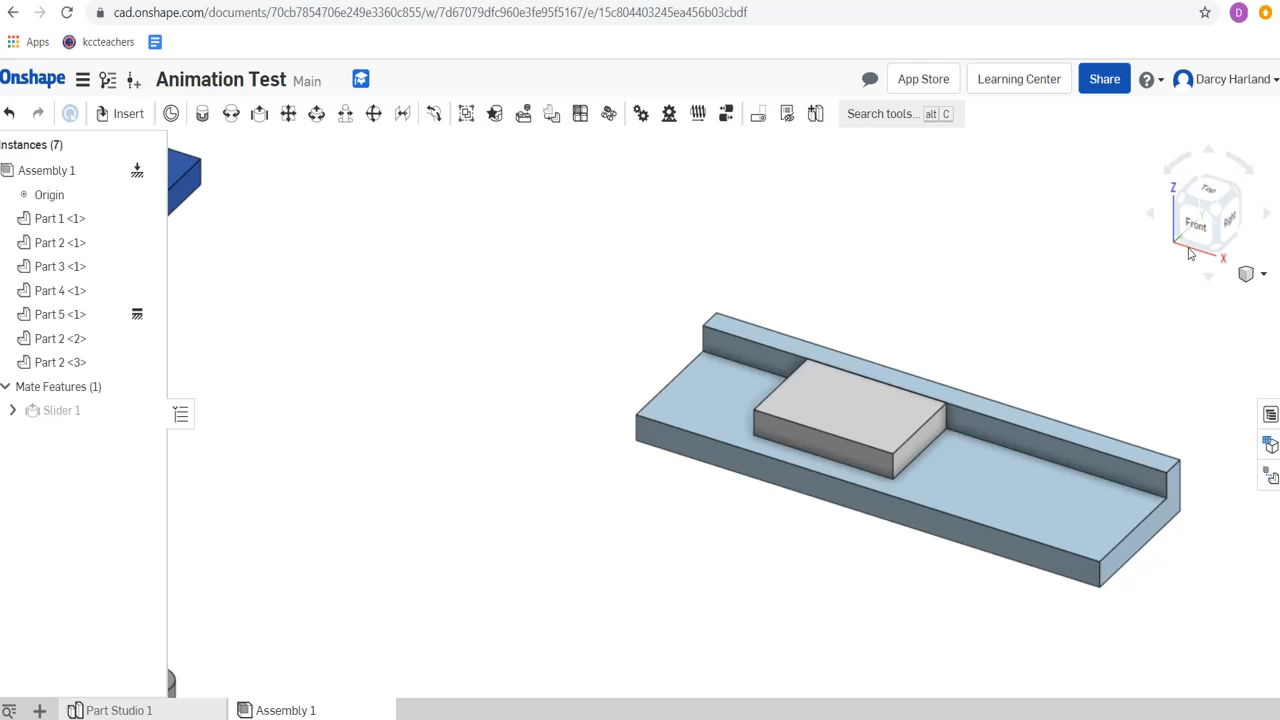 cad.onshape.com/documents/70cb7854706e249e3360c855/w/7d67079dfc960e3fe95f5167/e/15c804403245ea456b03cbdf
D
Apps kccteachers
Onshape Animation Test Main App Store Learning Center Share Darcy Harland
Insert Search tools... alt C
Instances (7)
Assembly 1
Origin
Part 1 <1>
Part 2 <1>
Part 3 <1>
Part 4 <1>
Part 5 <1>
Part 2 <2>
Part 2 <3>
Mate Features (1)
Slider 1
Z
Top
Front
Right
X
Part Studio 1 Assembly 1